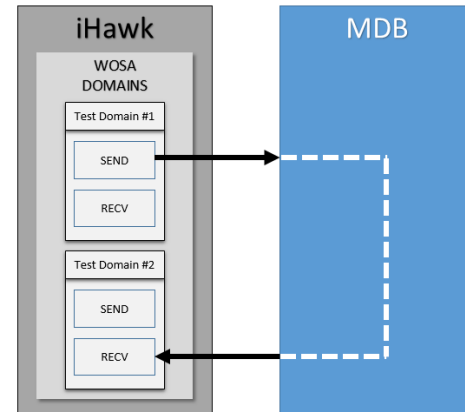 iHawk
MDB
WOSA
DOMAINS
Test Domain #1
SEND
RECV
Test Domain #2
SEND
RECV